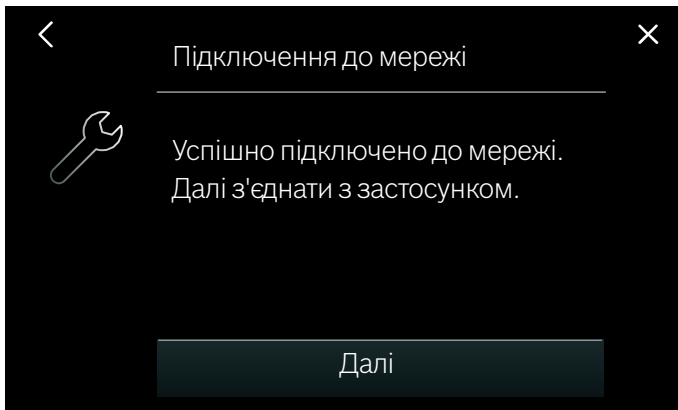 Підключення до мережі
Успішно підключено до мережі.
Далі з'єднати з застосунком.
Далі